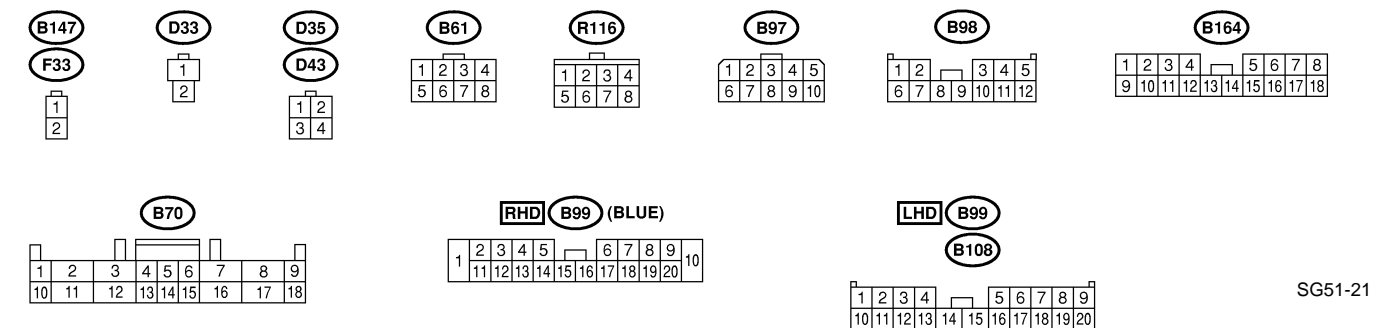 B147 D33 D35 B61 R116 B97 B98 B164
F33 D43
1 2
1 2
1 2
3 4
1 2 3 4
5 6 7 8
1 2 3 4
5 6 7 8
1 2 3 4 5
6 7 8 9 10
1 2 3 4 5
6 7 8 9 10 11 12
1 2 3 4 5 6 7 8
9 10 11 12 13 14 15 16 17 18
B70 RHD B99 (BLUE) LHD B99
B108
1 2 3 4 5 6 7 8 9
10 11 12 13 14 15 16 17 18
1 2 3 4 5 6 7 8 9 10
11 12 13 14 15 16 17 18 19 20
1 2 3 4 5 6 7 8 9
10 11 12 13 14 15 16 17 18 19 20
SG51-21